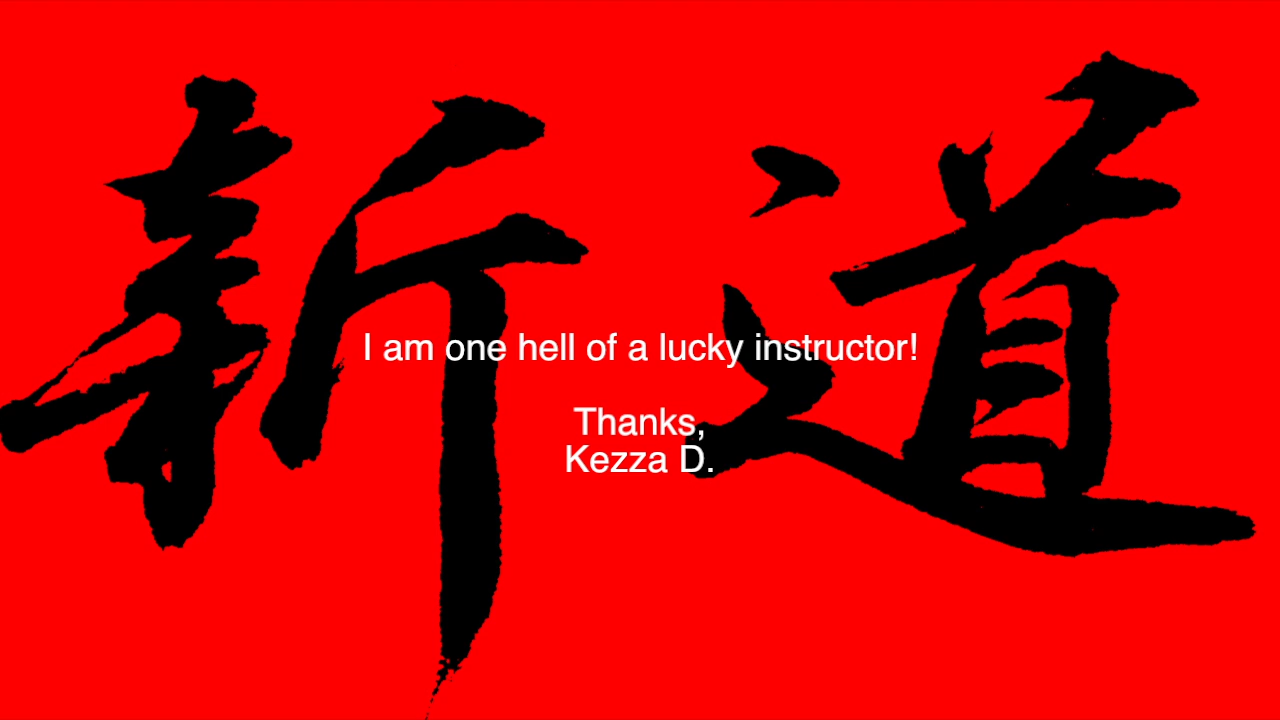 新道
I am one hell of a lucky instructor!
Thanks,
Kezza D.